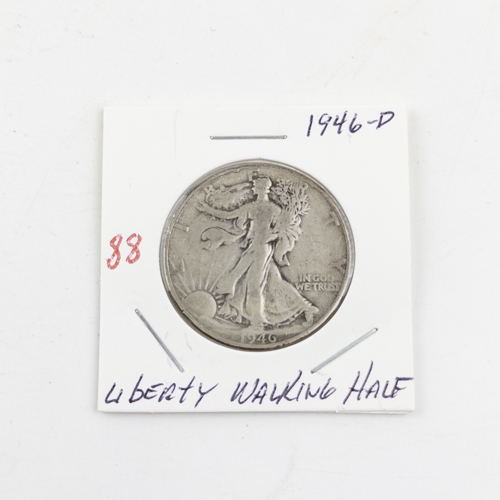 1946-D
88
IN GOD
WE TRUST
1946
LIBERTY WALKING HALF